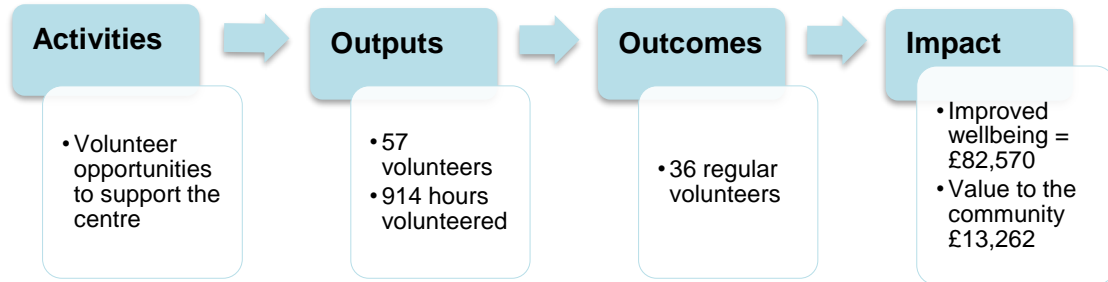 Activities
• Volunteer
opportunities
to support the
centre
Outputs
• 57
volunteers
• 914 hours
volunteered
Outcomes
• 36 regular
volunteers
Impact
• Improved
wellbeing =
£82,570
• Value to the
community
£13,262